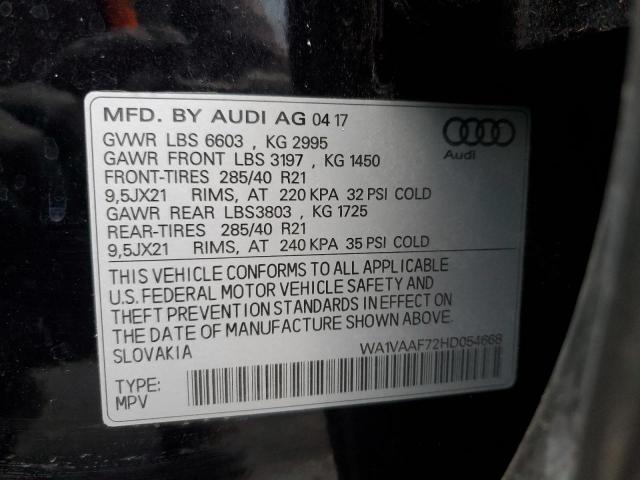 MFD. BY AUDI AG 04 17
GVWR LBS 6603 , KG 2995
GAWR FRONT LBS 3197, KG 1450
FRONT-TIRES 285/40 R21
9,5JX21 RIMS, AT 220 KPA 32 PSI COLD
GAWR REAR LBS3803 , KG 1725
REAR-TIRES 285/40 R21
9,5JX21 RIMS, AT 240 KPA 35 PSI COLD
Audi
THIS VEHICLE CONFORMS TO ALL APPLICABLE
U.S. FEDERAL MOTOR VEHICLE SAFETY AND
THEFT PREVENTION STANDARDS IN EFFECT ON
THE DATE OF MANUFACTURE SHOWN ABOVE.
SLOVAKIA
WA1VAAF72HD054668
TYPE:
MPV